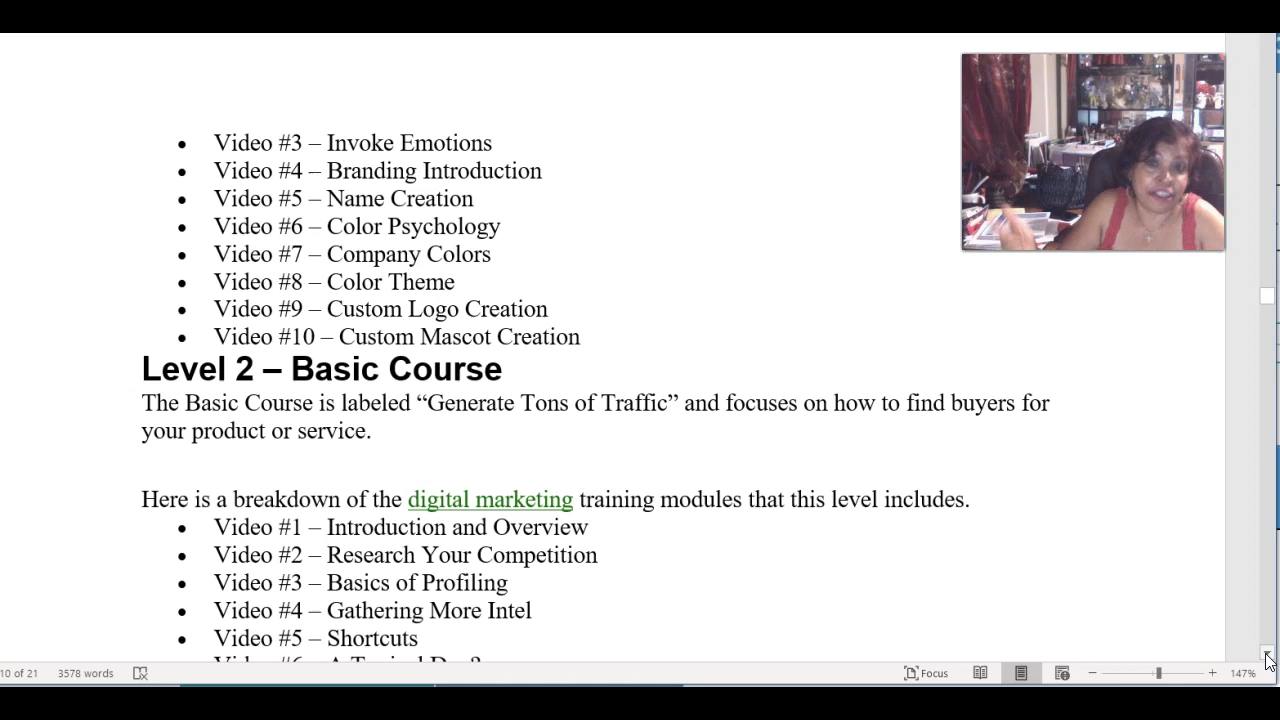 Video #3 – Invoke Emotions
Video #4 – Branding Introduction
Video #5 – Name Creation
Video #6 – Color Psychology
Video #7 – Company Colors
Video #8 – Color Theme
Video #9 – Custom Logo Creation
Video #10 – Custom Mascot Creation
Level 2 – Basic Course
The Basic Course is labeled “Generate Tons of Traffic” and focuses on how to find buyers for
your product or service.
Here is a breakdown of the digital marketing training modules that this level includes.
Video #1 – Introduction and Overview
Video #2 – Research Your Competition
Video #3 – Basics of Profiling
Video #4 – Gathering More Intel
Video #5 – Shortcuts
10 of 21 3578 words Focus 147%